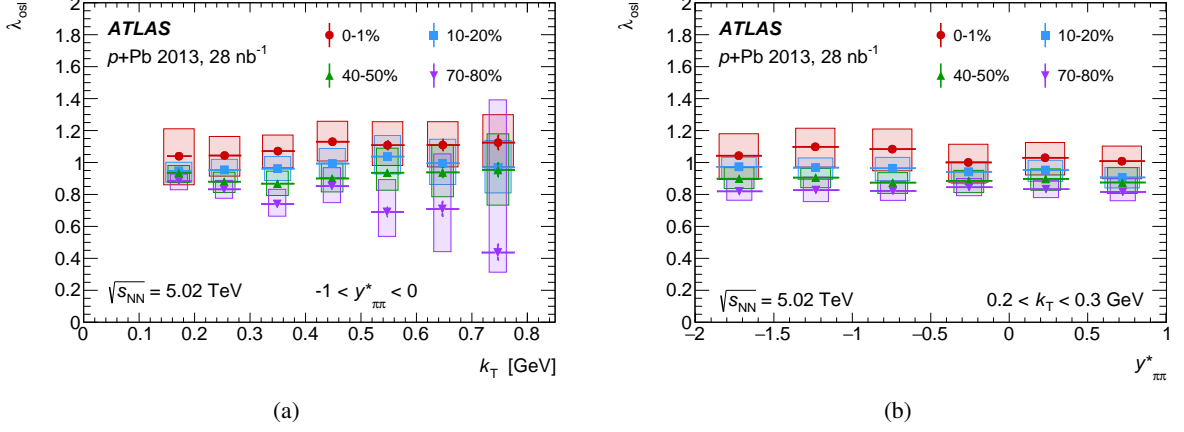 λosl
2
1.8
1.6
1.4
1.2
1
0.8
0.6
0.4
0.2
0
ATLAS
p+Pb 2013, 28 nb⁻¹
0-1%
10-20%
40-50%
70-80%
√sNN = 5.02 TeV
-1 < y*ππ < 0
0 0.1 0.2 0.3 0.4 0.5 0.6 0.7 0.8
kT [GeV]
(a)
λosl
2
1.8
1.6
1.4
1.2
1
0.8
0.6
0.4
0.2
0
ATLAS
p+Pb 2013, 28 nb⁻¹
0-1%
10-20%
40-50%
70-80%
√sNN = 5.02 TeV
0.2 < kT < 0.3 GeV
−2 −1.5 −1 −0.5 0 0.5 1
y*ππ
(b)